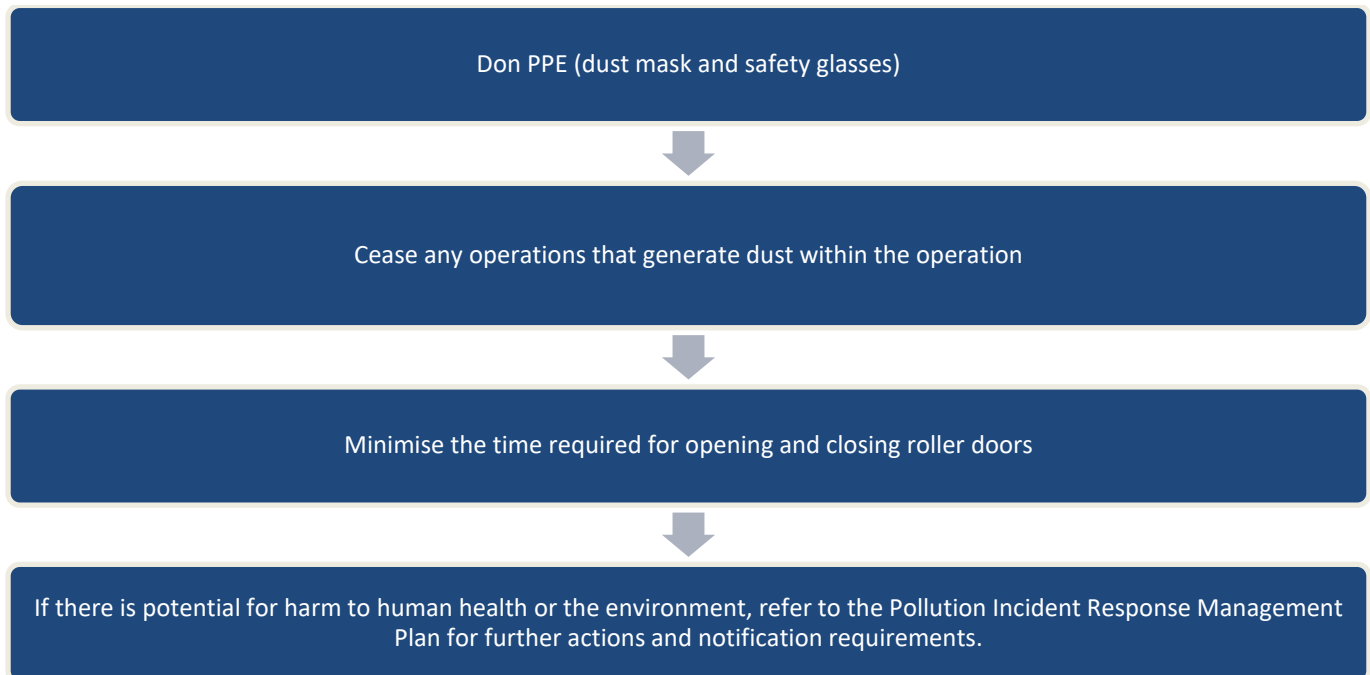 Don PPE (dust mask and safety glasses)
Cease any operations that generate dust within the operation
Minimise the time required for opening and closing roller doors
If there is potential for harm to human health or the environment, refer to the Pollution Incident Response Management
Plan for further actions and notification requirements.